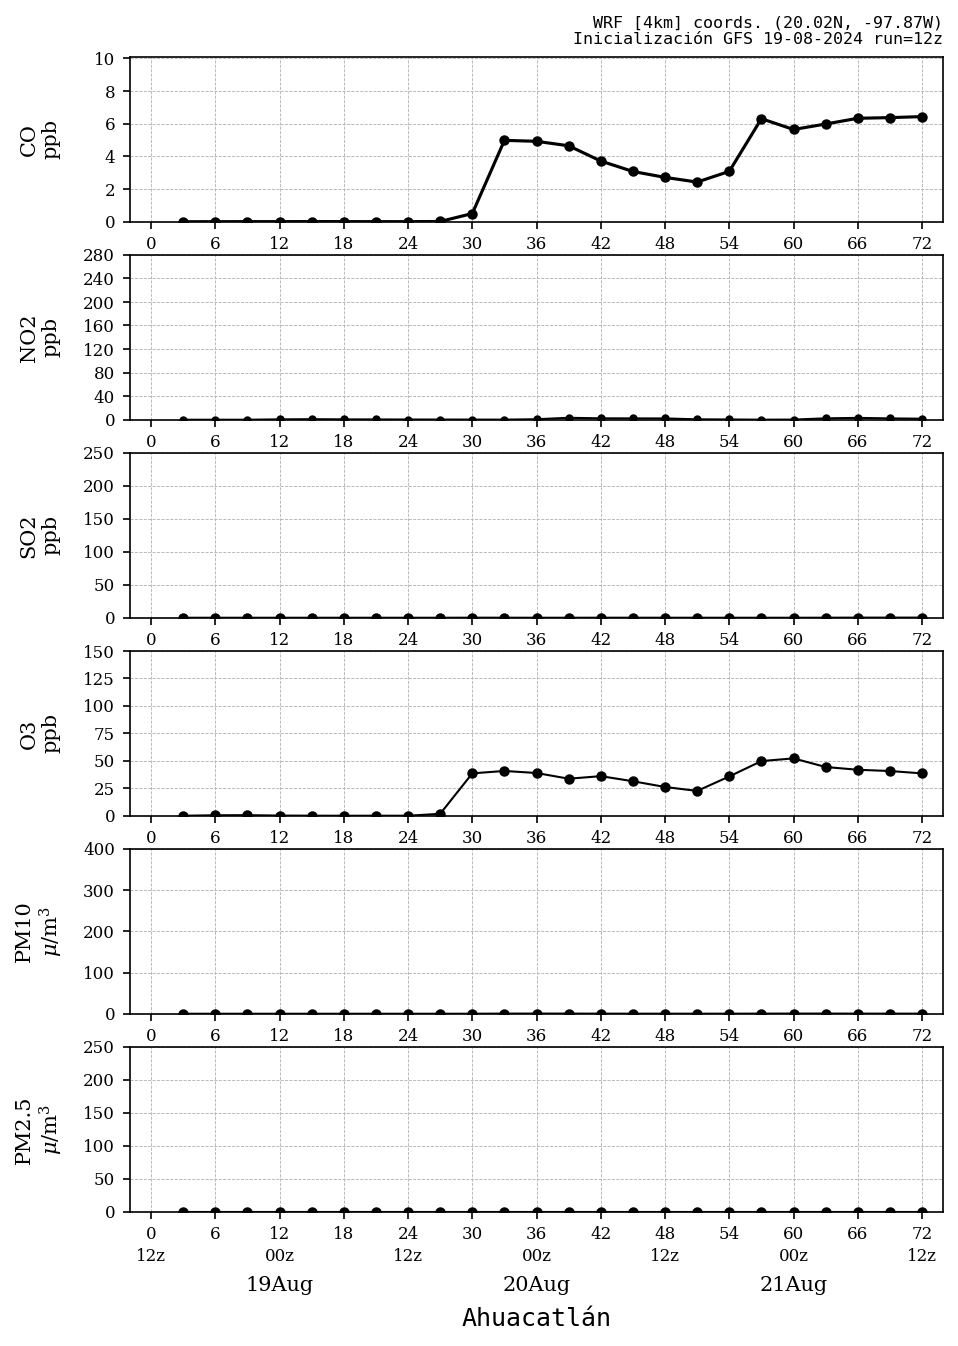 WRF [4km] coords. (20.02N, -97.87W)
Inicialización GFS 19-08-2024 run=12z
CO
ppb
10
8
6
4
2
0
0 6 12 18 24 30 36 42 48 54 60 66 72
NO2
ppb
280
240
200
160
120
80
40
0
0 6 12 18 24 30 36 42 48 54 60 66 72
SO2
ppb
250
200
150
100
50
0
0 6 12 18 24 30 36 42 48 54 60 66 72
O3
ppb
150
125
100
75
50
25
0
0 6 12 18 24 30 36 42 48 54 60 66 72
PM10
μ/m³
400
300
200
100
0
0 6 12 18 24 30 36 42 48 54 60 66 72
PM2.5
μ/m³
250
200
150
100
50
0
0 6 12 18 24 30 36 42 48 54 60 66 72
12z 00z 12z 00z 12z 00z 12z
19Aug 20Aug 21Aug
Ahuacatlán